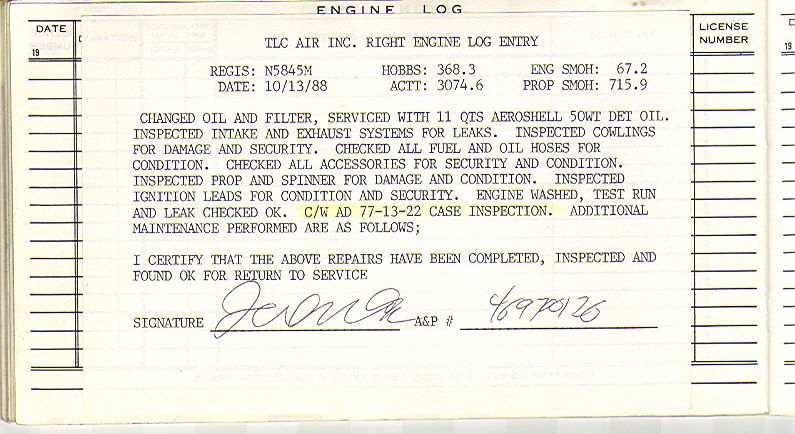 ENGINE LOG
DATE
LICENSE
NUMBER
19
19
TLC AIR INC. RIGHT ENGINE LOG ENTRY
REGIS: N5845M HOBBS: 368.3 ENG SMOH: 67.2
DATE: 10/13/88 ACTT: 3074.6 PROP SMOH: 715.9
CHANGED OIL AND FILTER, SERVICED WITH 11 QTS AEROSHELL 50WT DET OIL.
INSPECTED INTAKE AND EXHAUST SYSTEMS FOR LEAKS. INSPECTED COWLINGS
FOR DAMAGE AND SECURITY. CHECKED ALL FUEL AND OIL HOSES FOR
CONDITION. CHECKED ALL ACCESSORIES FOR SECURITY AND CONDITION.
INSPECTED PROP AND SPINNER FOR DAMAGE AND CONDITION. INSPECTED
IGNITION LEADS FOR CONDITION AND SECURITY. ENGINE WASHED, TEST RUN
AND LEAK CHECKED OK. C/W AD 77-13-22 CASE INSPECTION. ADDITIONAL
MAINTENANCE PERFORMED ARE AS FOLLOWS;
I CERTIFY THAT THE ABOVE REPAIRS HAVE BEEN COMPLETED, INSPECTED AND
FOUND OK FOR RETURN TO SERVICE
SIGNATURE A&P #